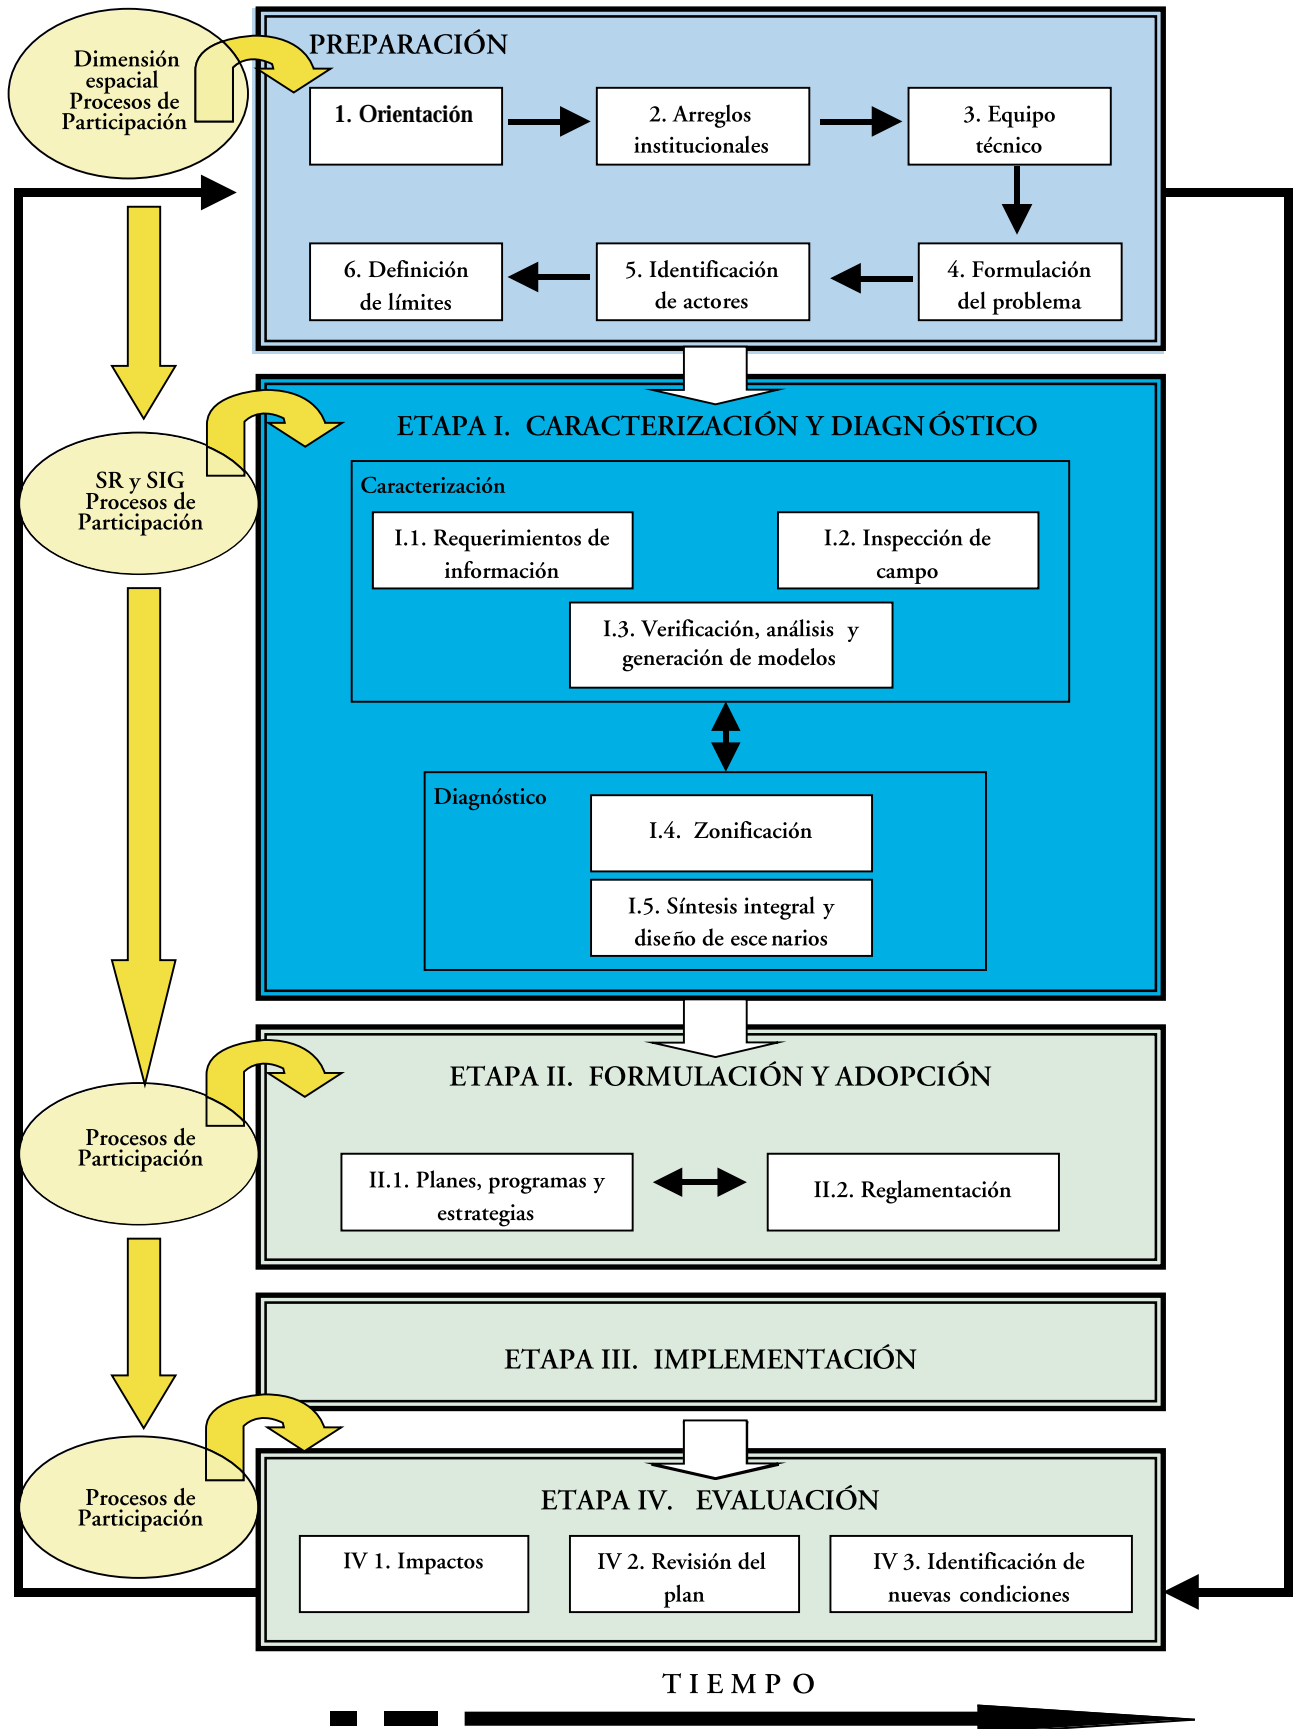 Dimensión
espacial
Procesos de
Participación
PREPARACIÓN
1. Orientación
2. Arreglos
institucionales
3. Equipo
técnico
6. Definición
de límites
5. Identificación
de actores
4. Formulación
del problema
SR y SIG
Procesos de
Participación
ETAPA I. CARACTERIZACIÓN Y DIAGNÓSTICO
Caracterización
I.1. Requerimientos de
información
I.2. Inspección de
campo
I.3. Verificación, análisis y
generación de modelos
Diagnóstico
I.4. Zonificación
I.5. Síntesis integral y
diseño de escenarios
Procesos de
Participación
ETAPA II. FORMULACIÓN Y ADOPCIÓN
II.1. Planes, programas y
estrategias
II.2. Reglamentación
ETAPA III. IMPLEMENTACIÓN
Procesos de
Participación
ETAPA IV. EVALUACIÓN
IV 1. Impactos
IV 2. Revisión del
plan
IV 3. Identificación de
nuevas condiciones
TIEMPO